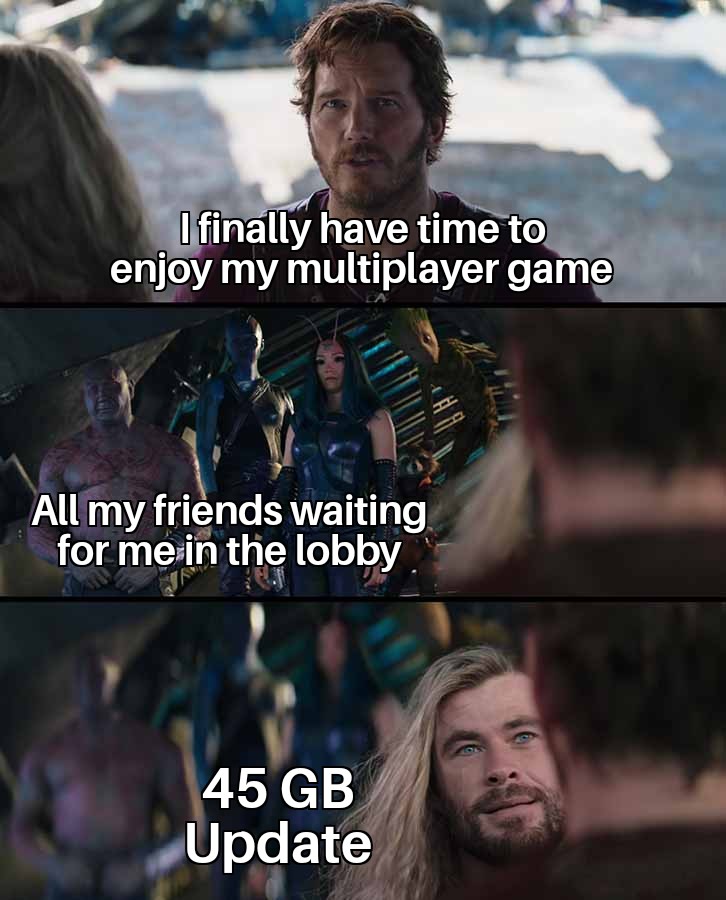 I finally have time to
enjoy my multiplayer game
All my friends waiting
for me in the lobby
45 GB
Update